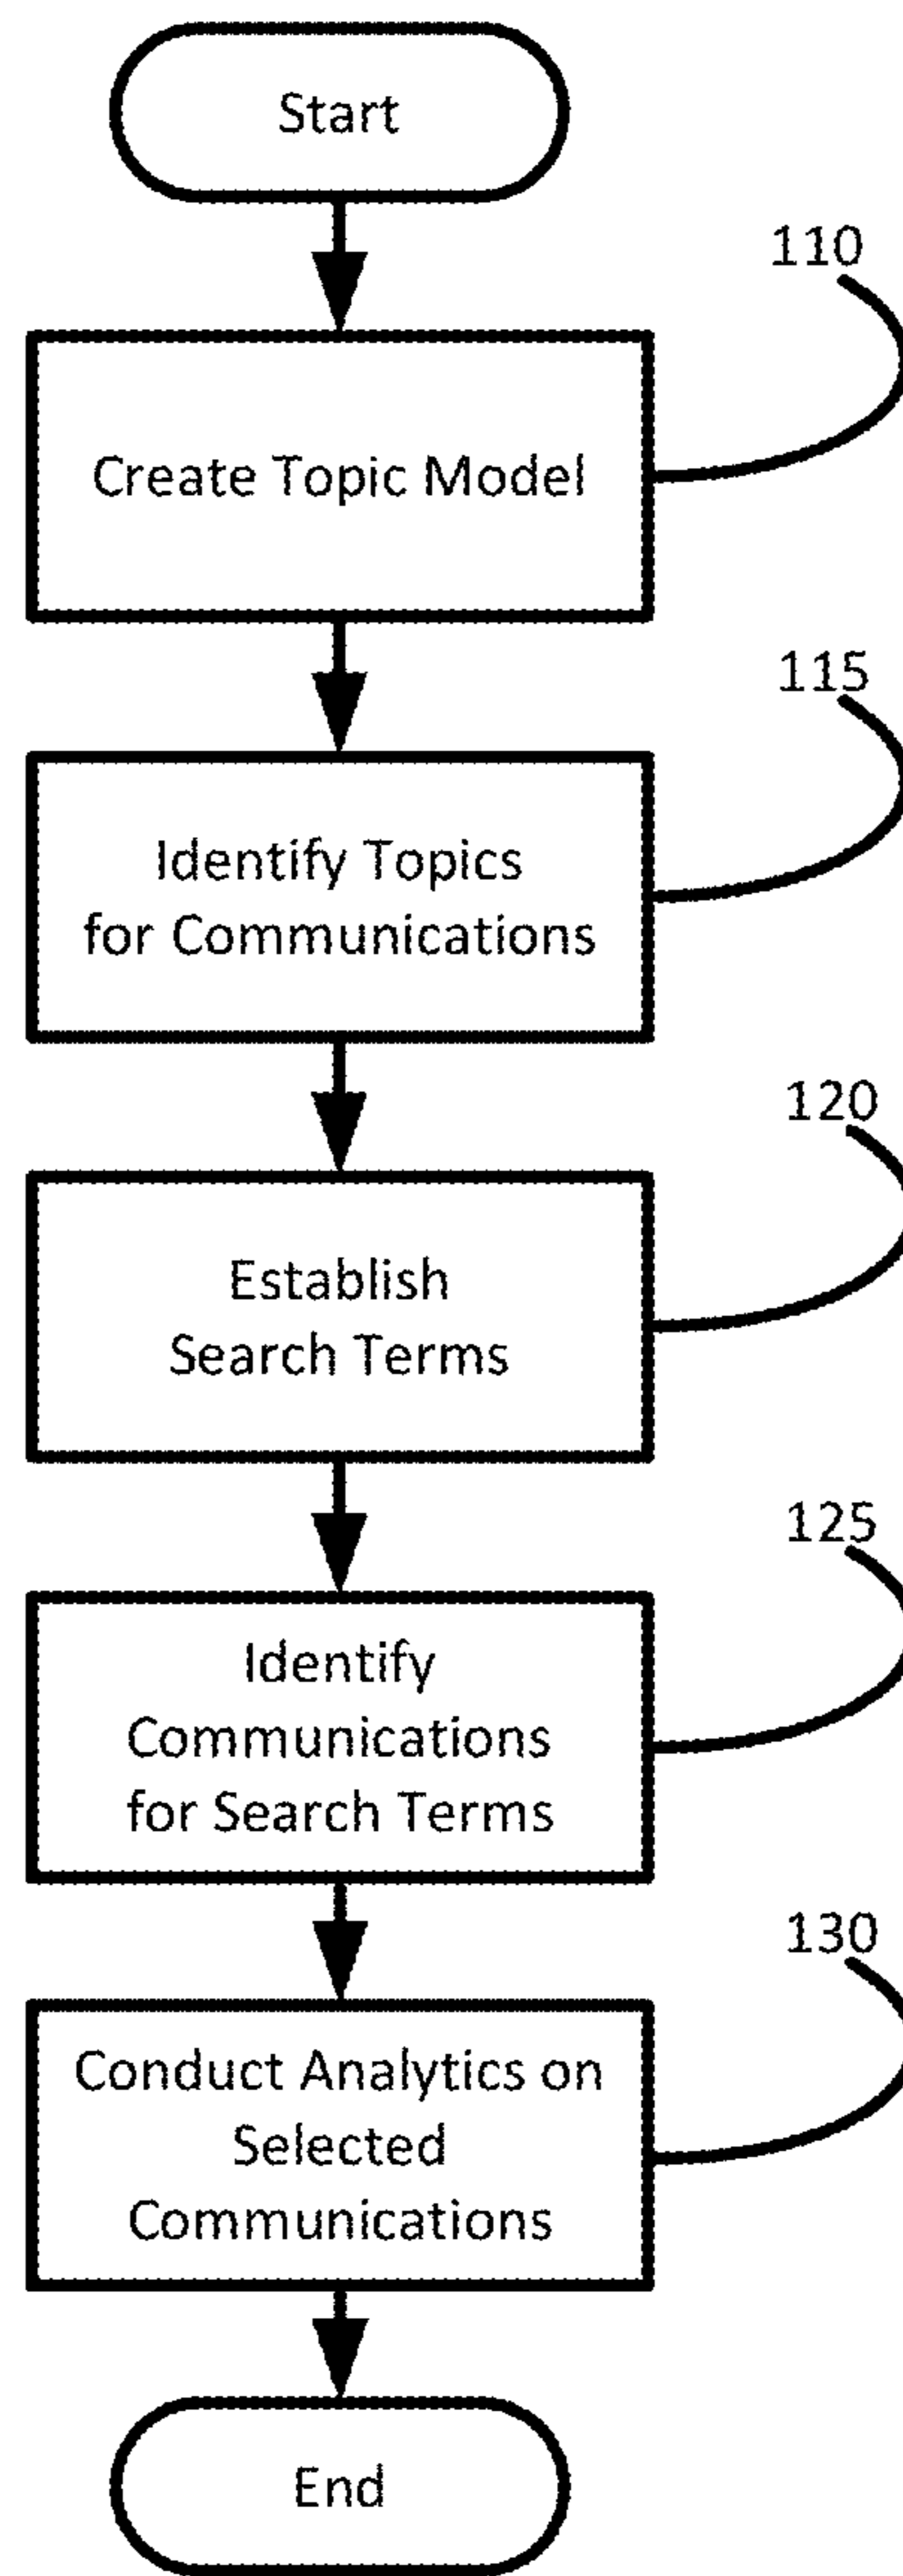 Start
110
Create Topic Model
115
Identify Topics
for Communications
120
Establish
Search Terms
125
Identify
Communications
for Search Terms
130
Conduct Analytics on
Selected
Communications
End